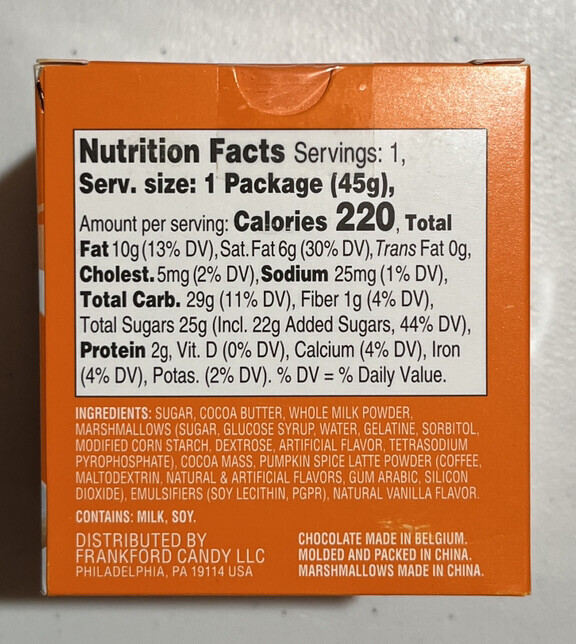 Nutrition Facts Servings: 1,
Serv. size: 1 Package (45g),
Amount per serving: Calories 220, Total
Fat 10g (13% DV), Sat. Fat 6g (30% DV), Trans Fat 0g,
Cholest. 5mg (2% DV), Sodium 25mg (1% DV),
Total Carb. 29g (11% DV), Fiber 1g (4% DV),
Total Sugars 25g (Incl. 22g Added Sugars, 44% DV),
Protein 2g, Vit. D (0% DV), Calcium (4% DV), Iron
(4% DV), Potas. (2% DV). % DV = % Daily Value.
INGREDIENTS: SUGAR, COCOA BUTTER, WHOLE MILK POWDER,
MARSHMALLOWS (SUGAR, GLUCOSE SYRUP, WATER, GELATINE, SORBITOL,
MODIFIED CORN STARCH, DEXTROSE, ARTIFICIAL FLAVOR, TETRASODIUM
PYROPHOSPHATE), COCOA MASS, PUMPKIN SPICE LATTE POWDER (COFFEE,
MALTODEXTRIN, NATURAL & ARTIFICIAL FLAVORS, GUM ARABIC, SILICON
DIOXIDE), EMULSIFIERS (SOY LECITHIN, PGPR), NATURAL VANILLA FLAVOR.
CONTAINS: MILK, SOY.
DISTRIBUTED BY
FRANKFORD CANDY LLC
PHILADELPHIA, PA 19114 USA
CHOCOLATE MADE IN BELGIUM.
MOLDED AND PACKED IN CHINA.
MARSHMALLOWS MADE IN CHINA.